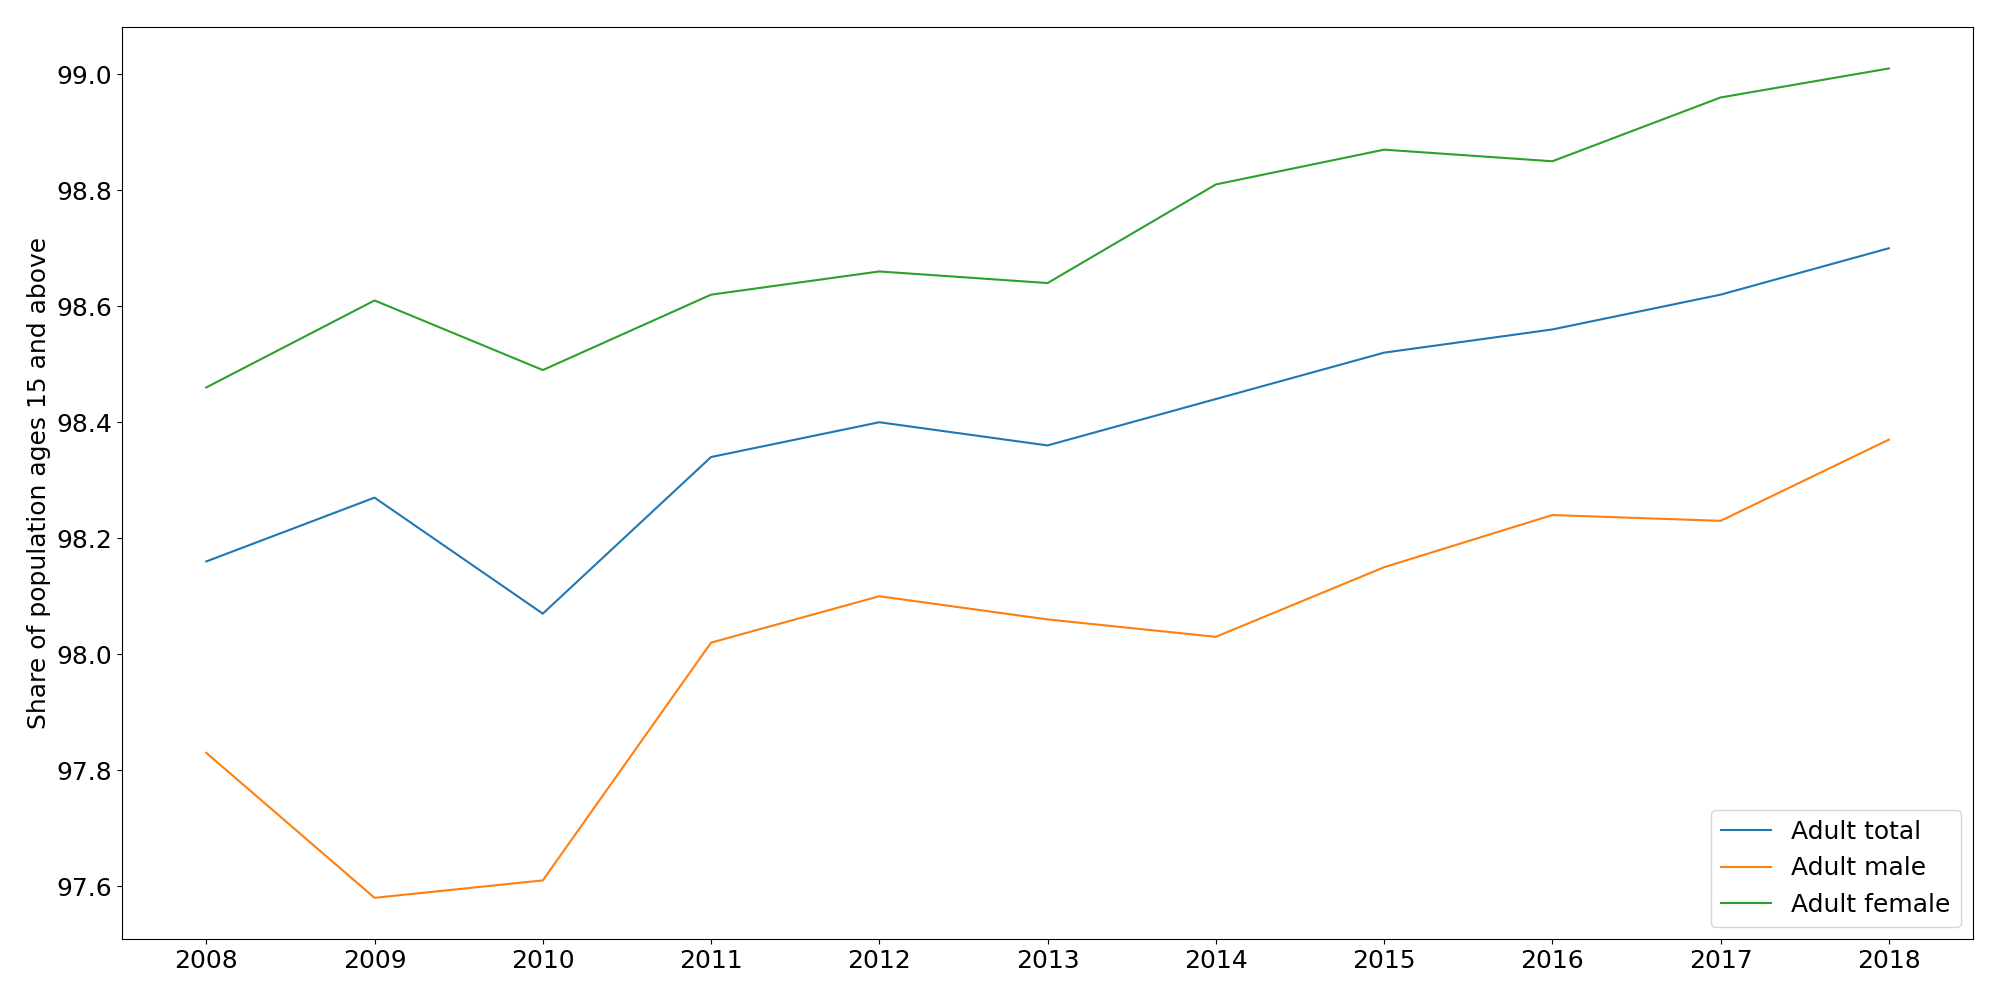 Share of population ages 15 and above
99.0
98.8
98.6
98.4
98.2
98.0
97.8
97.6
2008 2009 2010 2011 2012 2013 2014 2015 2016 2017 2018
Adult total
Adult male
Adult female